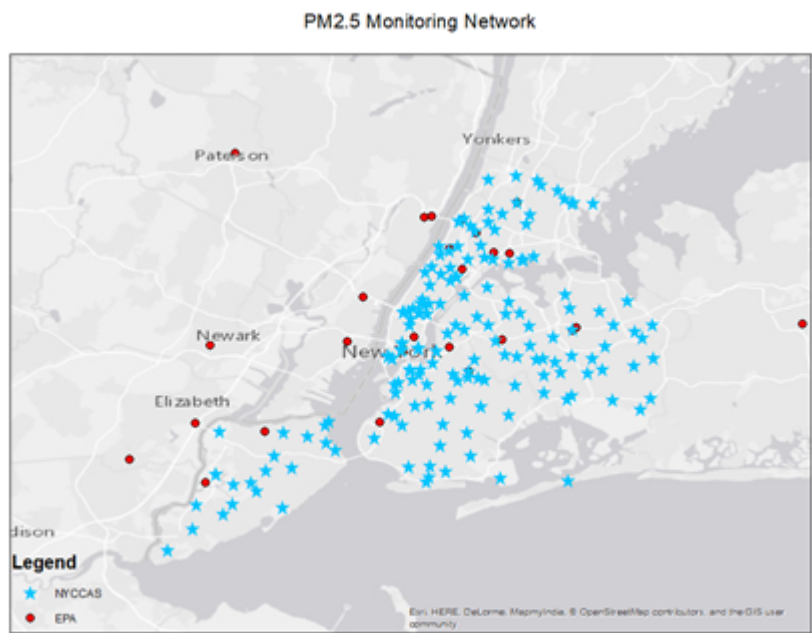 PM2.5 Monitoring Network
Yonkers
Paterson
Newark
New York
Elizabeth
dison
Legend
NYCCAS
EPA
Esri, HERE, DeLorme, MapmyIndia, © OpenStreetMap contributors, and the GIS user
community